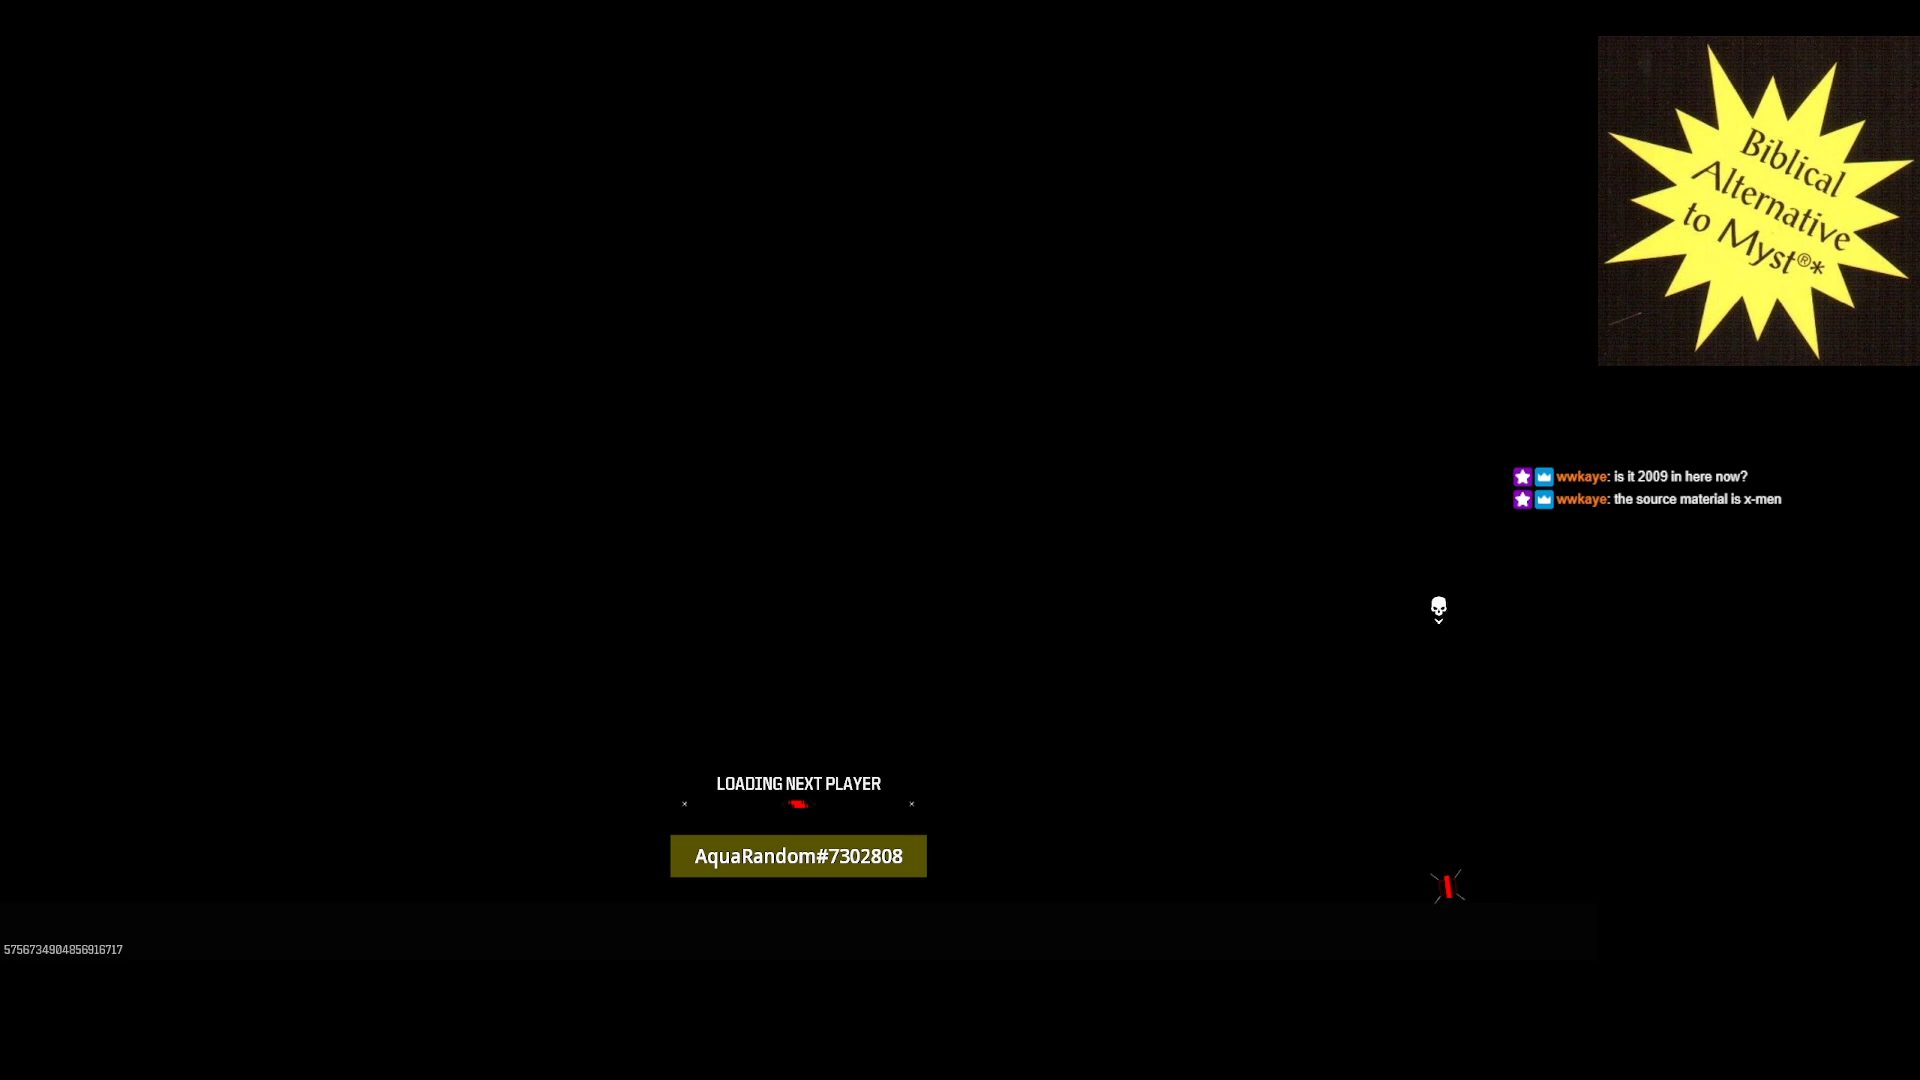 Biblical
Alternative
to Myst®*
wwkaye: is it 2009 in here now?
wwkaye: the source material is x-men
LOADING NEXT PLAYER
AquaRandom#7302808
5756734904856916717